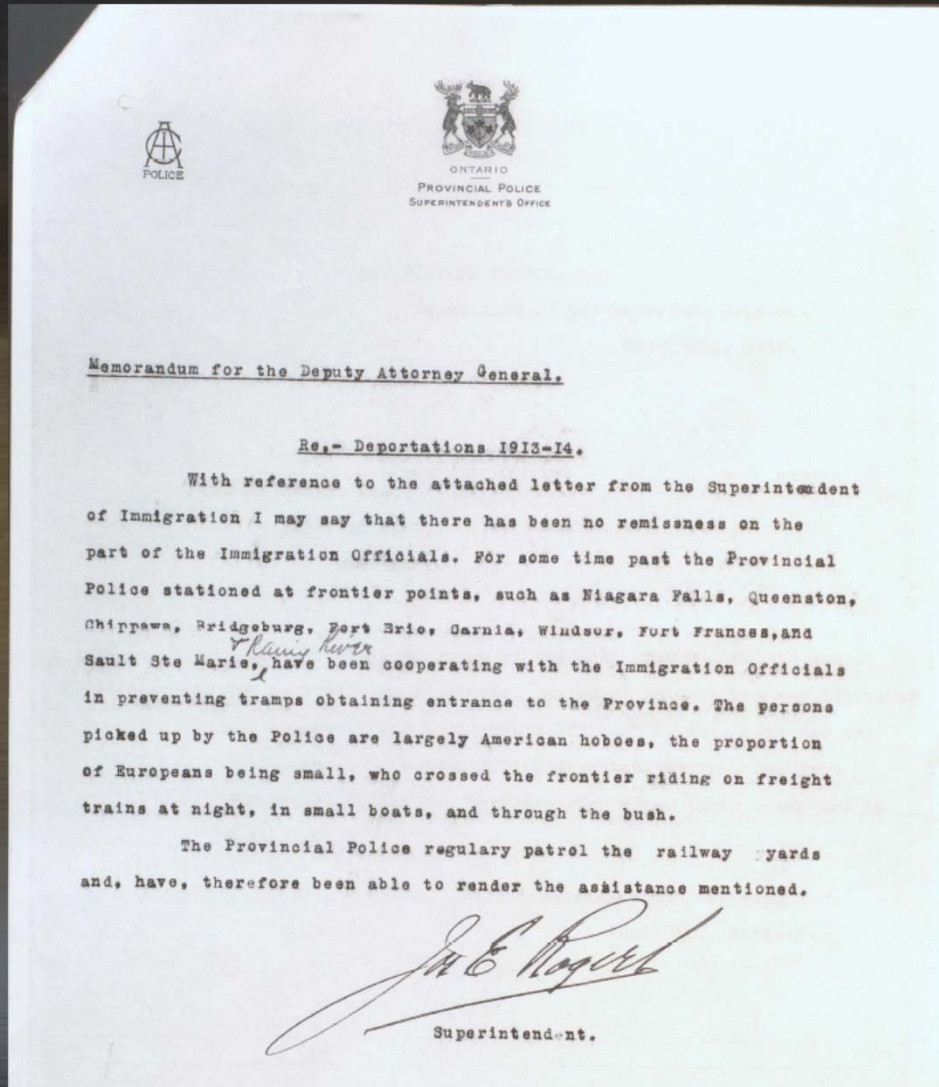 POLICE
ONTARIO
PROVINCIAL POLICE
SUPERINTENDENT'S OFFICE
Memorandum for the Deputy Attorney General.
Re,- Deportations 1913-14.
With reference to the attached letter from the Superintendent
of Immigration I may say that there has been no remissness on the
part of the Immigration Officials. For some time past the Provincial
Police stationed at frontier points, such as Niagara Falls, Queenston,
Chippawa, Bridgeburg, Fort Erie, Sarnia, Windsor, Fort Frances,and
& Rainy River
Sault Ste Marie, have been cooperating with the Immigration Officials
in preventing tramps obtaining entrance to the Province. The persons
picked up by the Police are largely American hoboes, the proportion
of Europeans being small, who crossed the frontier riding on freight
trains at night, in small boats, and through the bush.
The Provincial Police regulary patrol the railway yards
and, have, therefore been able to render the assistance mentioned.
Jos E Rogers
Superintendent.